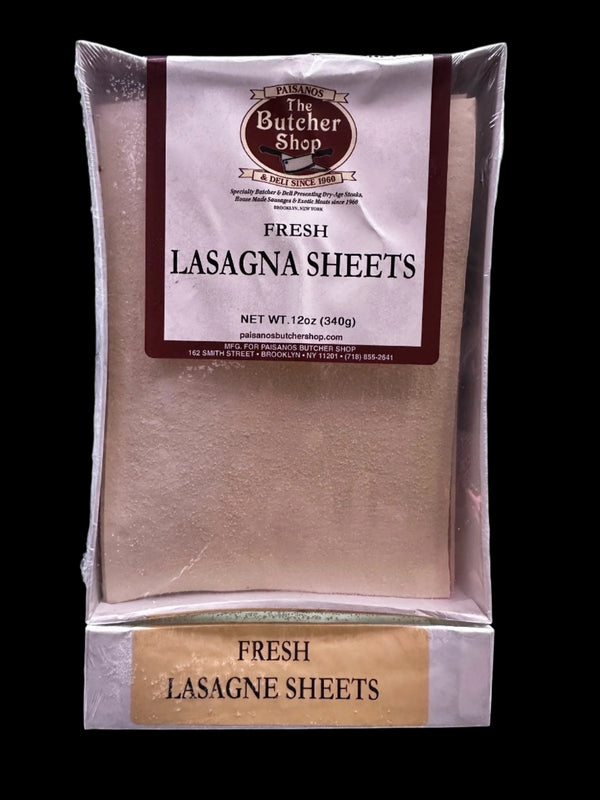 PAISANOS
The
Butcher
Shop
& DELI SINCE 1960
Specialty Butcher & Deli Presenting Dry-Age Steaks,
House Made Sausages & Exotic Meats since 1960
BROOKLYN, NEW YORK
FRESH
LASAGNA SHEETS
NET WT.12oz (340g)
paisanosbutchershop.com
MFG. FOR PAISANOS BUTCHER SHOP
162 SMITH STREET • BROOKLYN • NY 11201 • (718) 855-2641
FRESH
LASAGNE SHEETS